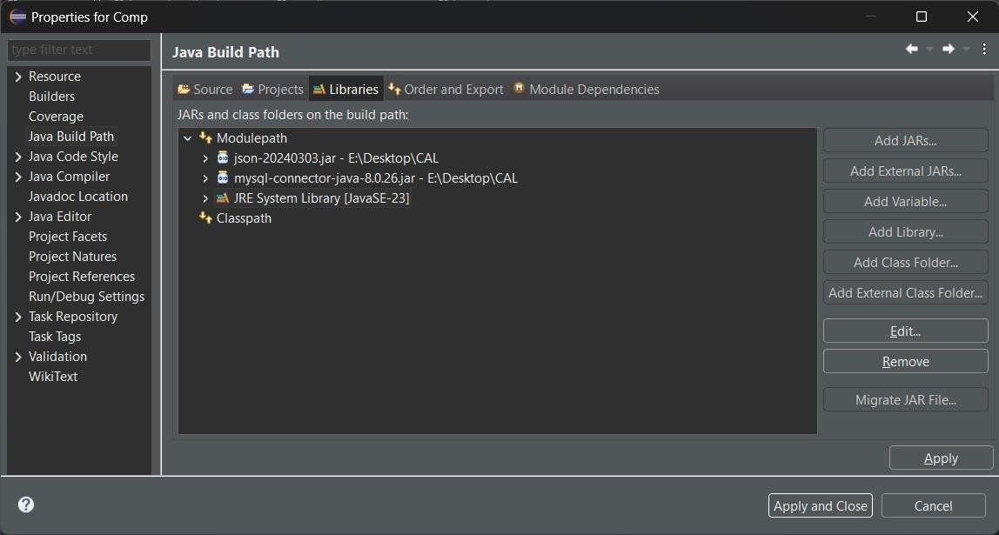 Properties for Comp
type filter text
Resource
Builders
Coverage
Java Build Path
Java Code Style
Java Compiler
Javadoc Location
Java Editor
Project Facets
Project Natures
Project References
Run/Debug Settings
Task Repository
Task Tags
Validation
WikiText
Java Build Path
Source Projects Libraries Order and Export Module Dependencies
JARs and class folders on the build path:
Modulepath
json-20240303.jar - E:\Desktop\CAL
mysql-connector-java-8.0.26.jar - E:\Desktop\CAL
JRE System Library [JavaSE-23]
Classpath
Add JARs...
Add External JARs...
Add Variable...
Add Library...
Add Class Folder...
Add External Class Folder...
Edit...
Remove
Migrate JAR File...
Apply
Apply and Close Cancel